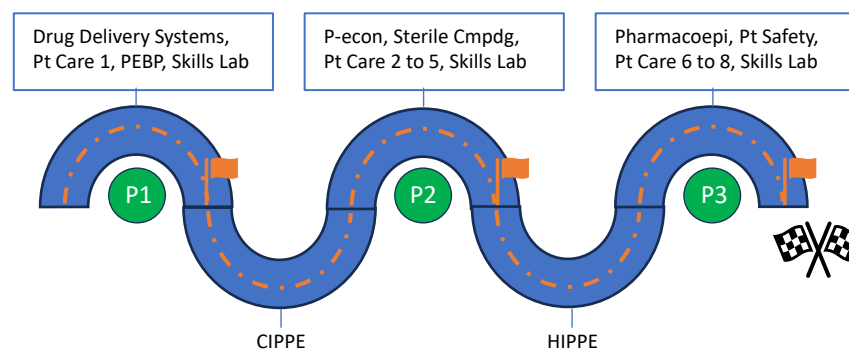 Drug Delivery Systems,
Pt Care 1, PEBP, Skills Lab
P-econ, Sterile Cmpdg,
Pt Care 2 to 5, Skills Lab
Pharmacoepi, Pt Safety,
Pt Care 6 to 8, Skills Lab
P1
P2
P3
CIPPE
HIPPE